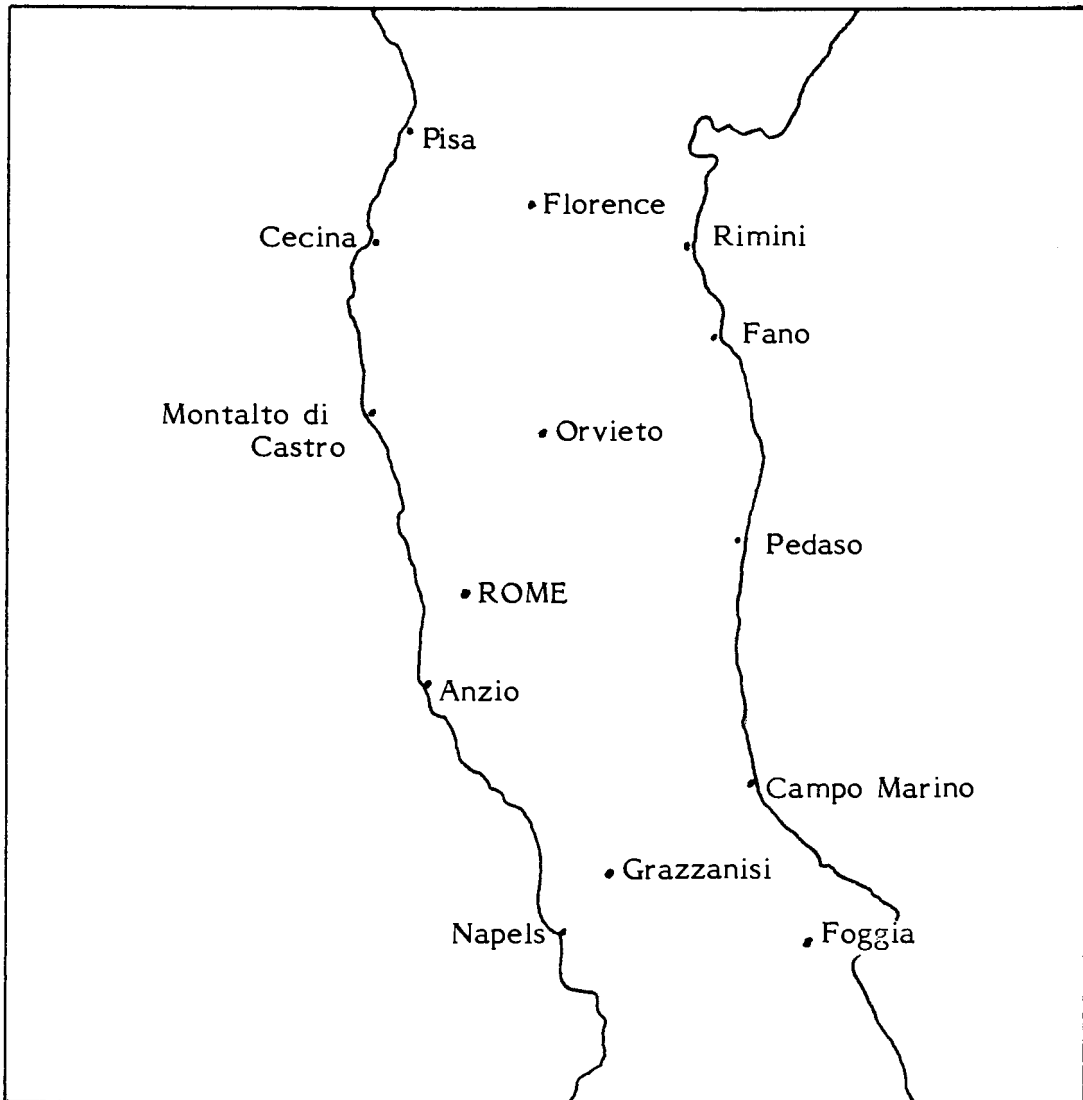 Pisa
Florence
Cecina
Rimini
Fano
Montalto di
Castro
Orvieto
Pedaso
ROME
Anzio
Campo Marino
Grazzanisi
Napels
Foggia